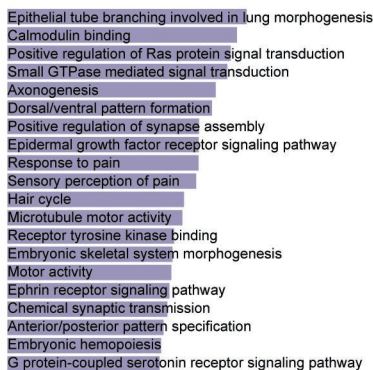 Epithelial tube branching involved in lung morphogenesis
Calmodulin binding
Positive regulation of Ras protein signal transduction
Small GTPase mediated signal transduction
Axonogenesis
Dorsal/ventral pattern formation
Positive regulation of synapse assembly
Epidermal growth factor receptor signaling pathway
Response to pain
Sensory perception of pain
Hair cycle
Microtubule motor activity
Receptor tyrosine kinase binding
Embryonic skeletal system morphogenesis
Motor activity
Ephrin receptor signaling pathway
Chemical synaptic transmission
Anterior/posterior pattern specification
Embryonic hemopoiesis
G protein-coupled serotonin receptor signaling pathway